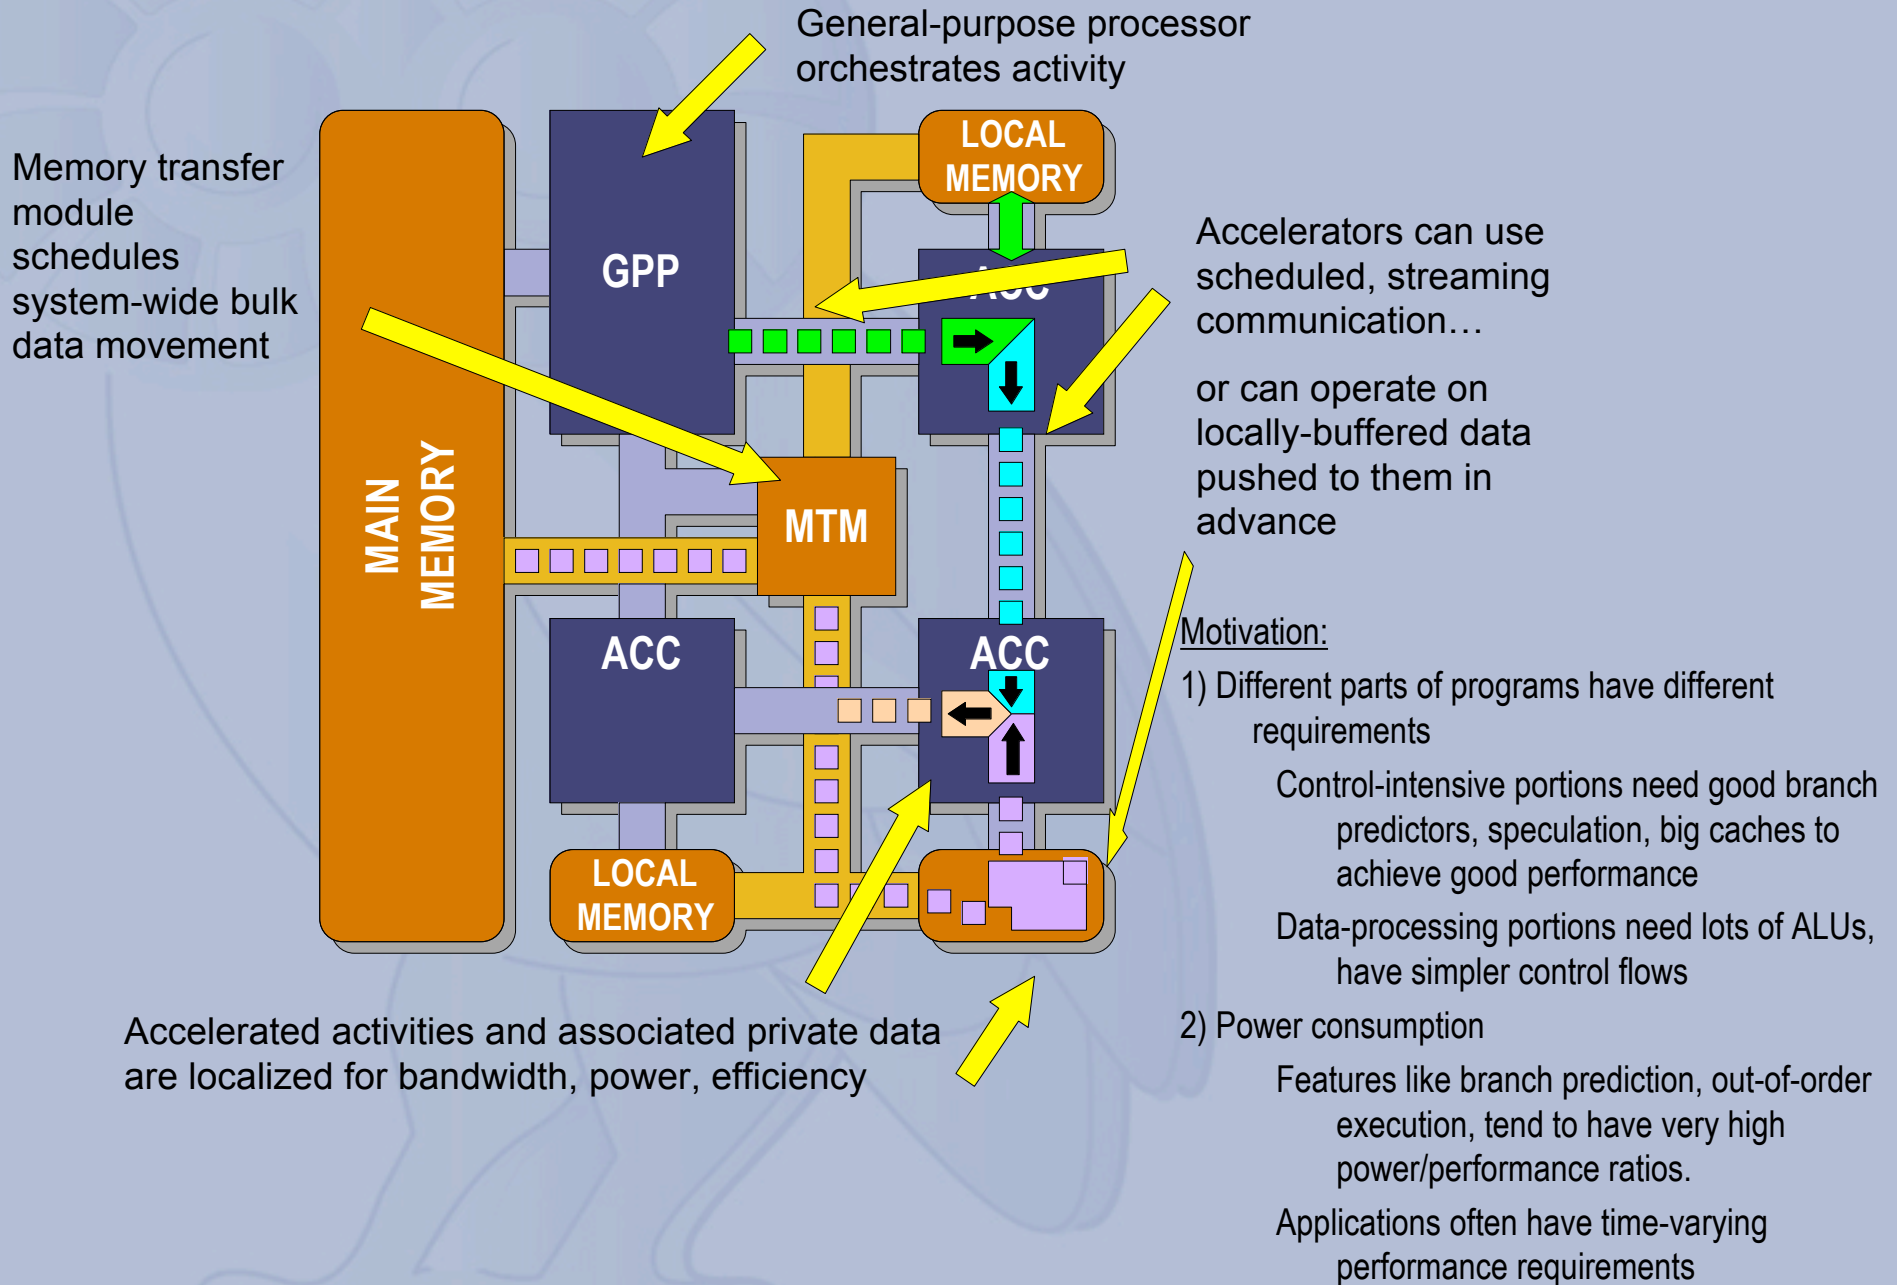 General-purpose processor
orchestrates activity
Memory transfer
module
schedules
system-wide bulk
data movement
MAIN
MEMORY
GPP
LOCAL
MEMORY
ACC
Accelerators can use
scheduled, streaming
communication…
or can operate on
locally-buffered data
pushed to them in
advance
MTM
ACC
ACC
LOCAL
MEMORY
Accelerated activities and associated private data
are localized for bandwidth, power, efficiency
Motivation:
1) Different parts of programs have different
requirements
Control-intensive portions need good branch
predictors, speculation, big caches to
achieve good performance
Data-processing portions need lots of ALUs,
have simpler control flows
2) Power consumption
Features like branch prediction, out-of-order
execution, tend to have very high
power/performance ratios.
Applications often have time-varying
performance requirements